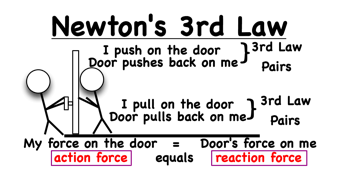 Newton's 3rd Law
I push on the door
Door pushes back on me
3rd Law
Pairs
I pull on the door
Door pulls back on me
3rd Law
Pairs
My force on the door = Door's force on me
action force equals reaction force